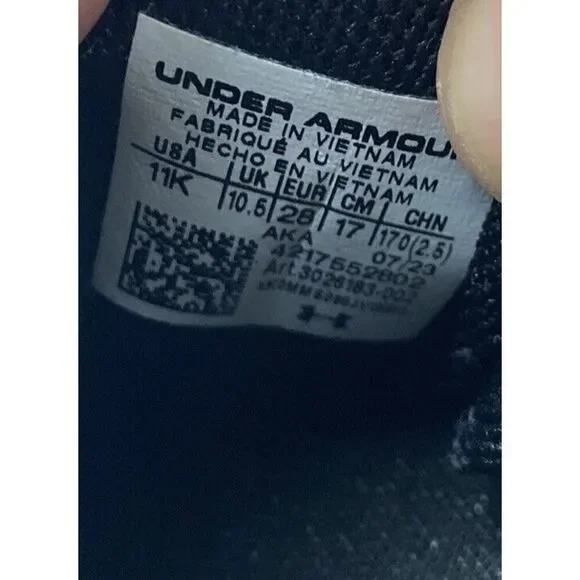 UNDER ARMOUR
MADE IN VIETNAM
FABRIQUÉ AU VIETNAM
HECHO EN VIETNAM
USA UK EUR CM CHN
11K 10.5 28 17 170(2.5)
AKA 07/23
4217552802
Art.3026183-002